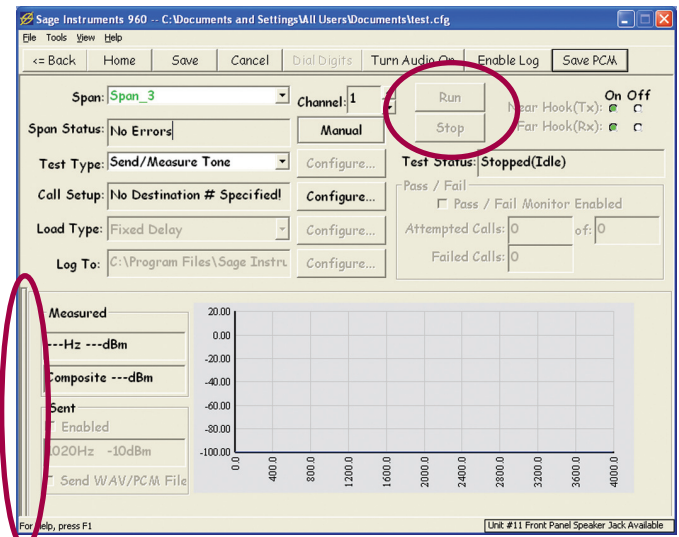 Sage Instruments 960 -- C:\Documents and Settings\All Users\Documents\test.cfg
File Tools View Help
<= Back Home Save Cancel Dial Digits Turn Audio On Enable Log Save PCM
Span: Span_3 Channel: 1 Run On Off
Near Hook(Tx):
Span Status: No Errors Manual Stop Far Hook(Rx):
Test Type: Send/Measure Tone Configure... Test Status: Stopped(Idle)
Call Setup: No Destination # Specified! Configure... Pass / Fail
Pass / Fail Monitor Enabled
Load Type: Fixed Delay Configure... Attempted Calls: 0 of: 0
Log To: C:\Program Files\Sage Instru Configure... Failed Calls: 0
Measured
---Hz ---dBm
Composite ---dBm
Sent
Enabled
1020Hz -10dBm
Send WAV/PCM File
20.00
0.00
-20.00
-40.00
-60.00
-80.00
-100.00
0.0 400.0 800.0 1200.0 1600.0 2000.0 2400.0 2800.0 3200.0 3600.0 4000.0
For Help, press F1 Unit #11 Front Panel Speaker Jack Available